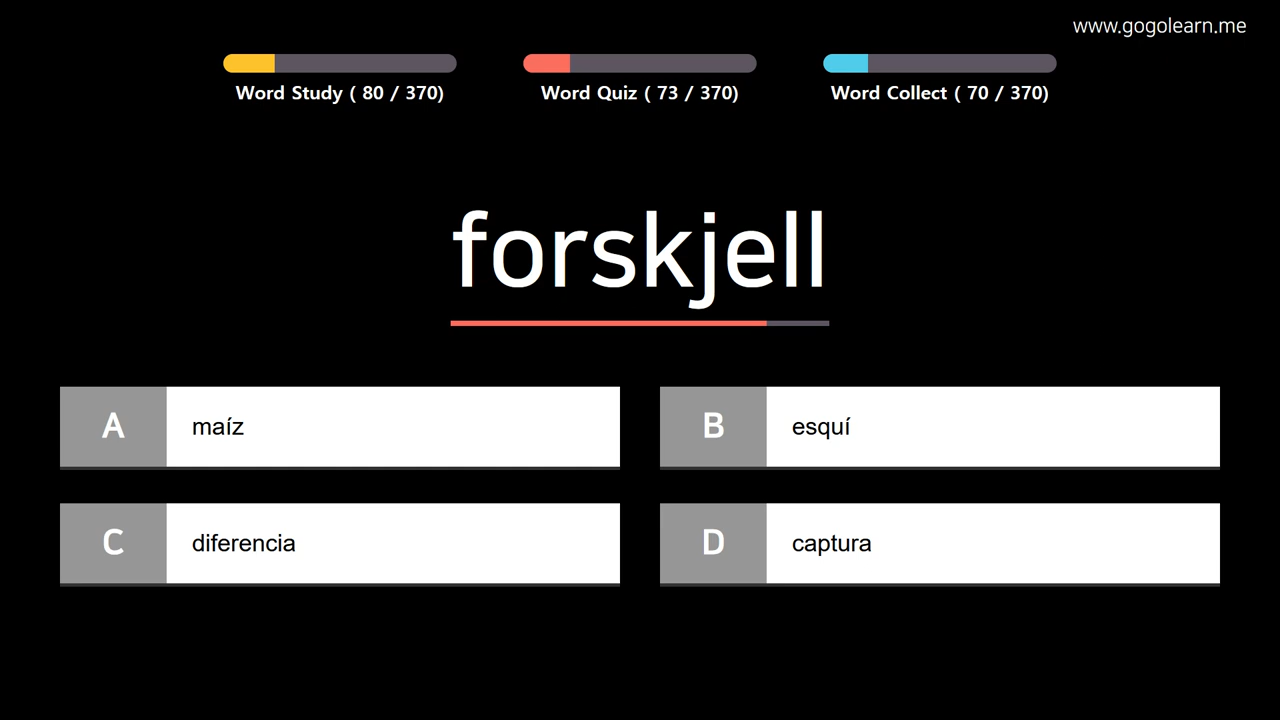 www.gogolearn.me
Word Study ( 80 / 370)
Word Quiz ( 73 / 370)
Word Collect ( 70 / 370)
forskjell
A maíz
B esquí
C diferencia
D captura